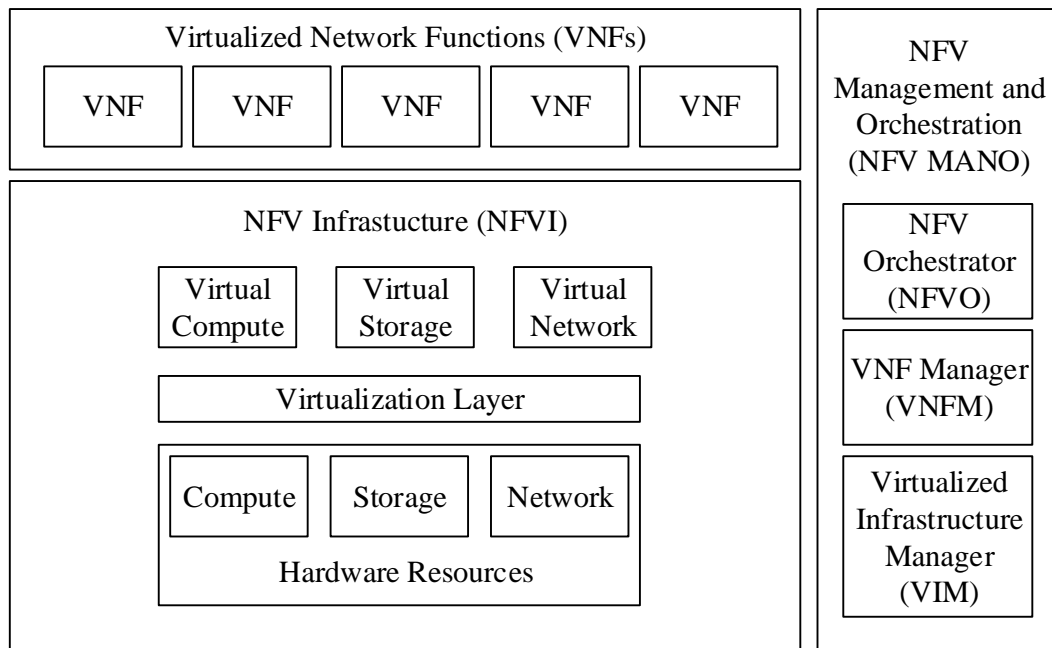 Virtualized Network Functions (VNFs)
VNF VNF VNF VNF VNF
NFV Infrastucture (NFVI)
Virtual Virtual Virtual
Compute Storage Network
Virtualization Layer
Compute Storage Network
Hardware Resources
NFV
Management and
Orchestration
(NFV MANO)
NFV
Orchestrator
(NFVO)
VNF Manager
(VNFM)
Virtualized
Infrastructure
Manager
(VIM)